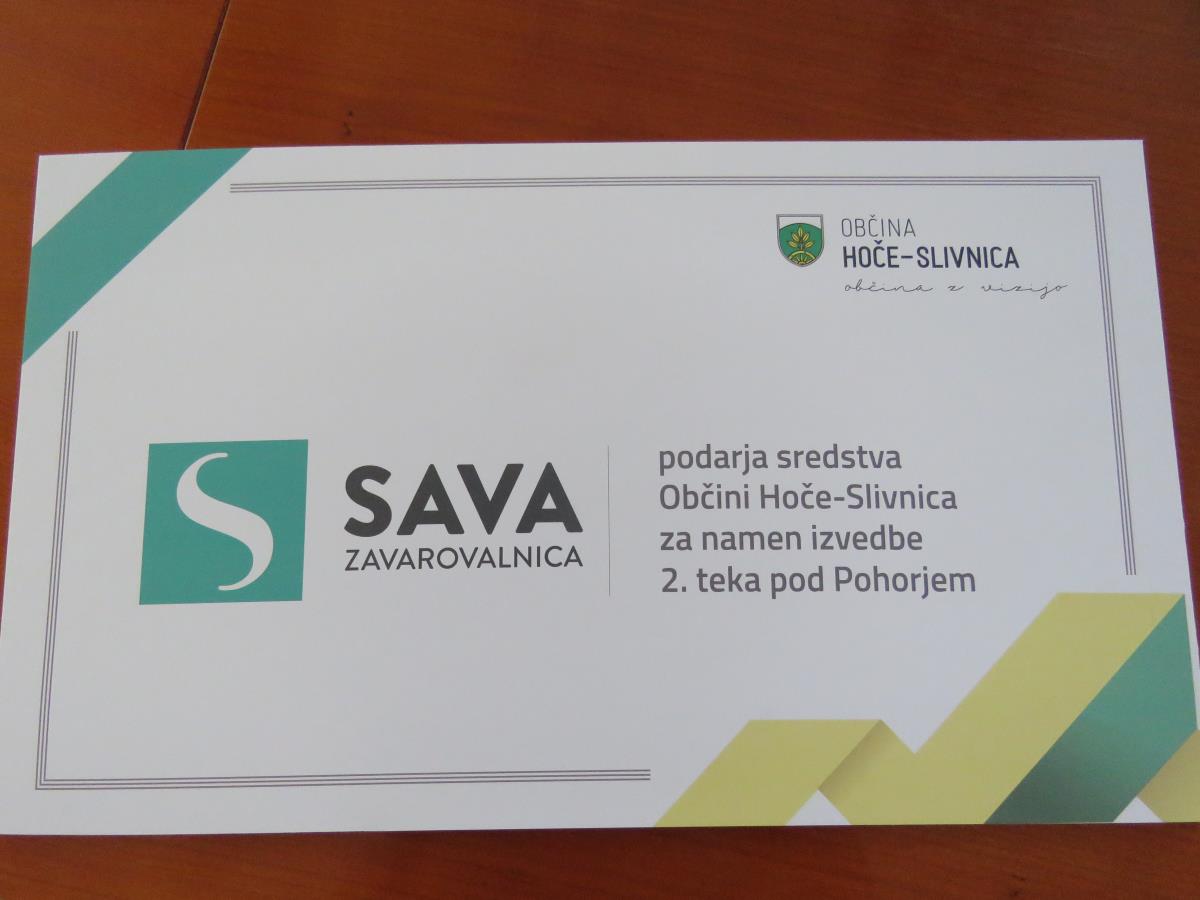 OBČINA
HOČE-SLIVNICA
občina z vizijo
SAVA
ZAVAROVALNICA
podarja sredstva
Občini Hoče-Slivnica
za namen izvedbe
2. teka pod Pohorjem